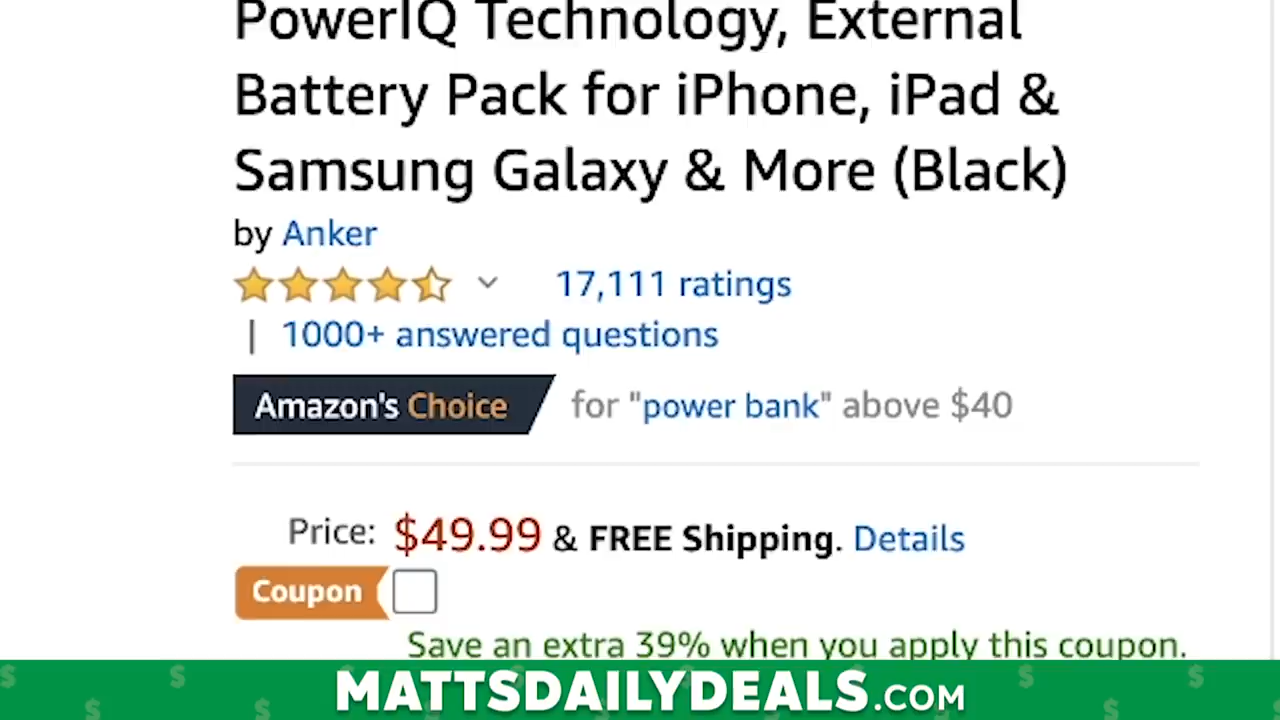 PowerIQ Technology, External
Battery Pack for iPhone, iPad &
Samsung Galaxy & More (Black)
by Anker
17,111 ratings
| 1000+ answered questions
Amazon's Choice for "power bank" above $40
Price: $49.99 & FREE Shipping. Details
Coupon
Save an extra 39% when you apply this coupon.
MATTSDAILYDEALS.COM